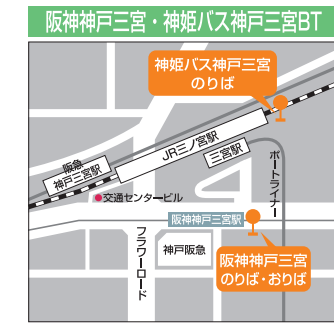 阪神神戸三宮・神姫バス神戸三宮BT
神姫バス神戸三宮
のりば
JR三ノ宮駅
三宮駅
阪急
神戸三宮駅
ポートライナー
交通センタービル
阪神神戸三宮駅
フラワーロード
神戸阪急
阪神神戸三宮
のりば・おりば